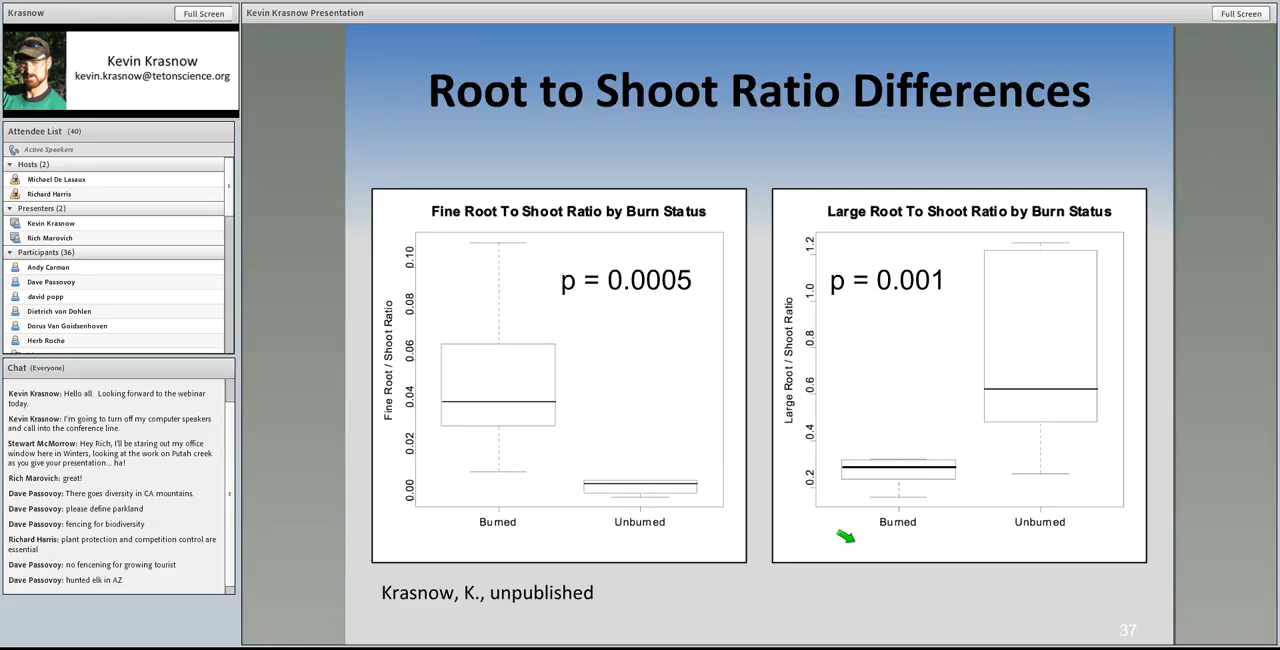 Krasnow
Full Screen
Kevin Krasnow
kevin.krasnow@tetonscience.org
Attendee List (40)
Active Speakers
Hosts (2)
Michael De Lasaux
Richard Harris
Presenters (2)
Kevin Krasnow
Rich Marovich
Participants (36)
Andy Carman
Dave Passovoy
david popp
Dietrich von Dohlen
Dorus Van Goidsenhoven
Herb Roche
Chat (Everyone)
Kevin Krasnow: Hello all. Looking forward to the webinar
today.
Kevin Krasnow: I'm going to turn off my computer speakers
and call into the conference line.
Stewart McMorrow: Hey Rich, I'll be staring out my office
window here in Winters, looking at the work on Putah creek
as you give your presentation... ha!
Rich Marovich: great!
Dave Passovoy: There goes diversity in CA mountains.
Dave Passovoy: please define parkland
Dave Passovoy: fencing for biodiversity
Richard Harris: plant protection and competition control are
essential
Dave Passovoy: no fencening for growing tourist
Dave Passovoy: hunted elk in AZ
Kevin Krasnow Presentation
Full Screen
Root to Shoot Ratio Differences
Fine Root To Shoot Ratio by Burn Status
p = 0.0005
Fine Root / Shoot Ratio
0.10
0.08
0.06
0.04
0.02
0.00
Burned
Unburned
Large Root To Shoot Ratio by Burn Status
p = 0.001
Large Root / Shoot Ratio
1.2
1.0
0.8
0.6
0.4
0.2
Burned
Unburned
Krasnow, K., unpublished
37